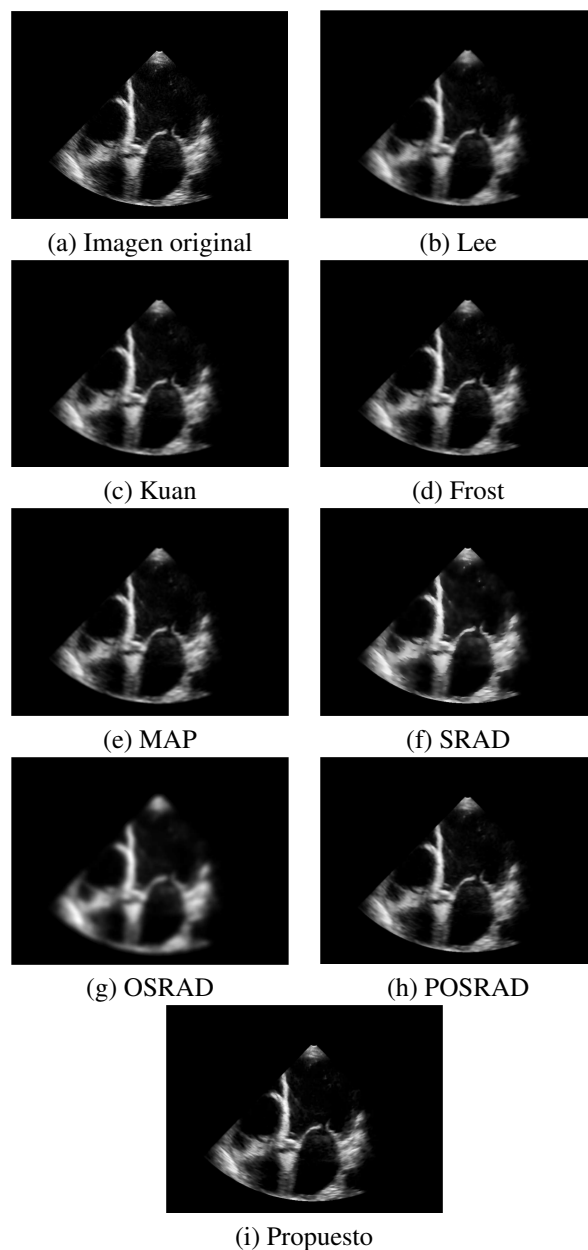 (a) Imagen original
(b) Lee
(c) Kuan
(d) Frost
(e) MAP
(f) SRAD
(g) OSRAD
(h) POSRAD
(i) Propuesto